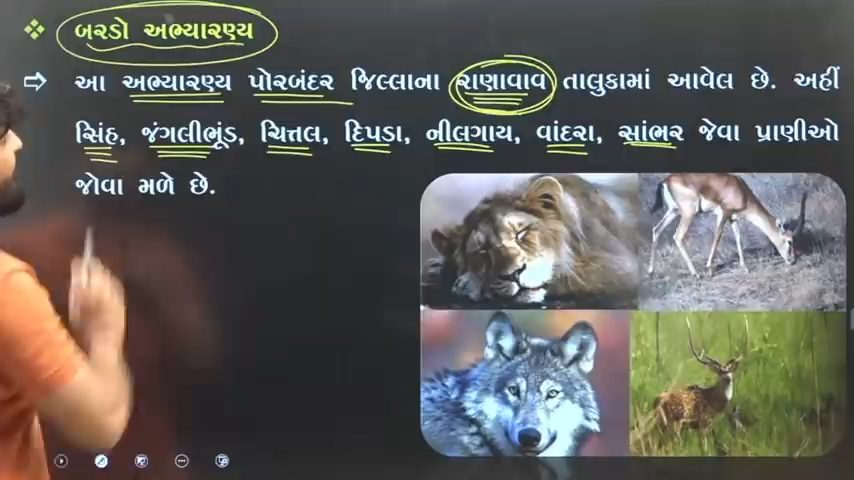 બરડો અભ્યારણ્ય
આ અભ્યારણ્ય પોરબંદર જિલ્લાના રાણાવાવ તાલુકામાં આવેલ છે. અહીં
સિંહ, જંગલીભૂંડ, ચિત્તલ, દિપડા, નીલગાય, વાંદરા, સાંભર જેવા પ્રાણીઓ
જોવા મળે છે.